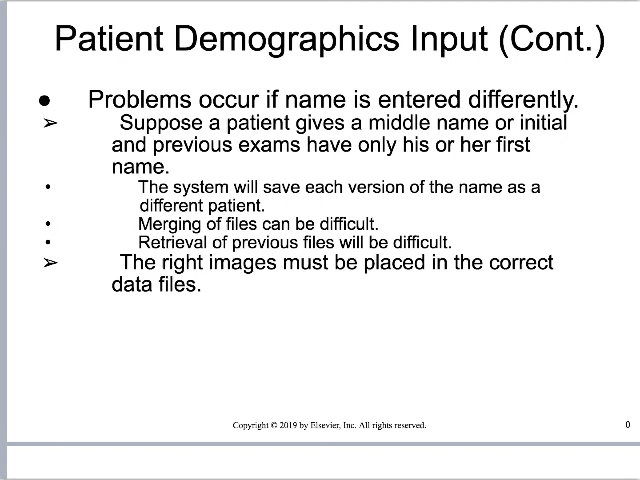 Patient Demographics Input (Cont.)
● Problems occur if name is entered differently.
➢ Suppose a patient gives a middle name or initial
and previous exams have only his or her first
name.
• The system will save each version of the name as a
different patient.
• Merging of files can be difficult.
• Retrieval of previous files will be difficult.
➢ The right images must be placed in the correct
data files.
Copyright © 2019 by Elsevier, Inc. All rights reserved.
0